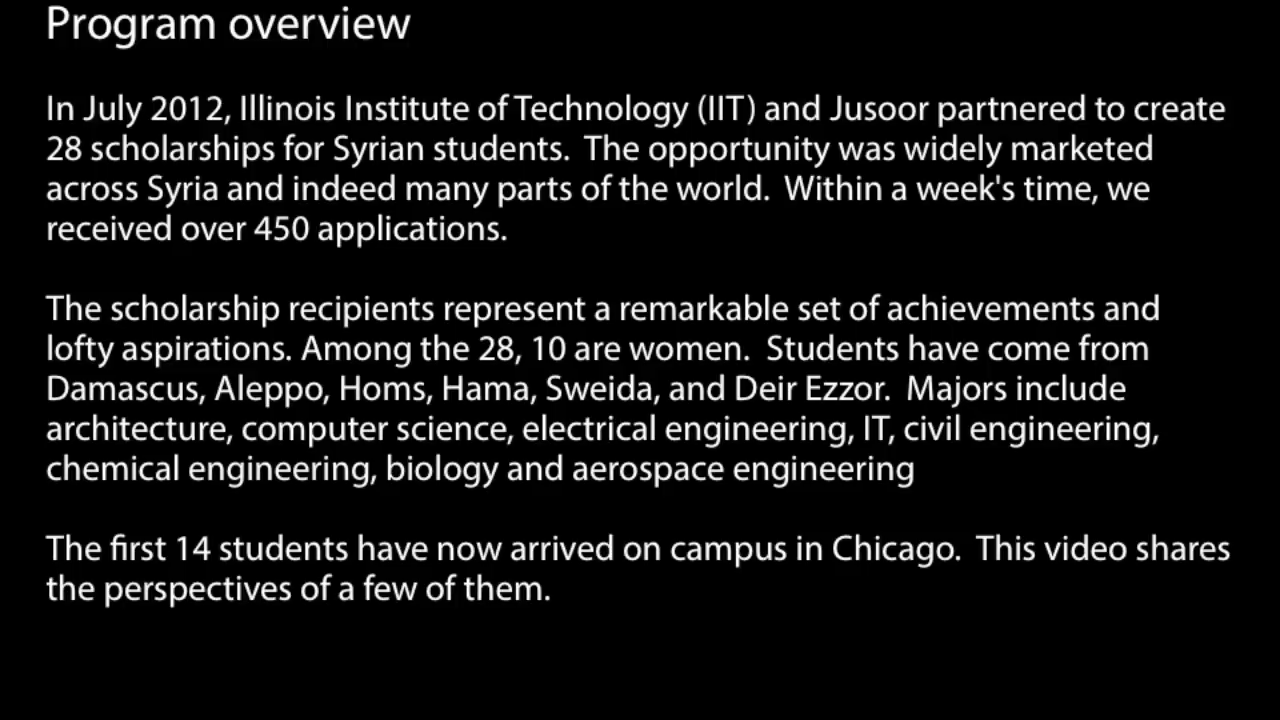 Program overview
In July 2012, Illinois Institute of Technology (IIT) and Jusoor partnered to create
28 scholarships for Syrian students.  The opportunity was widely marketed
across Syria and indeed many parts of the world.  Within a week's time, we
received over 450 applications.
The scholarship recipients represent a remarkable set of achievements and
lofty aspirations. Among the 28, 10 are women.  Students have come from
Damascus, Aleppo, Homs, Hama, Sweida, and Deir Ezzor.  Majors include
architecture, computer science, electrical engineering, IT, civil engineering,
chemical engineering, biology and aerospace engineering
The first 14 students have now arrived on campus in Chicago.  This video shares
the perspectives of a few of them.